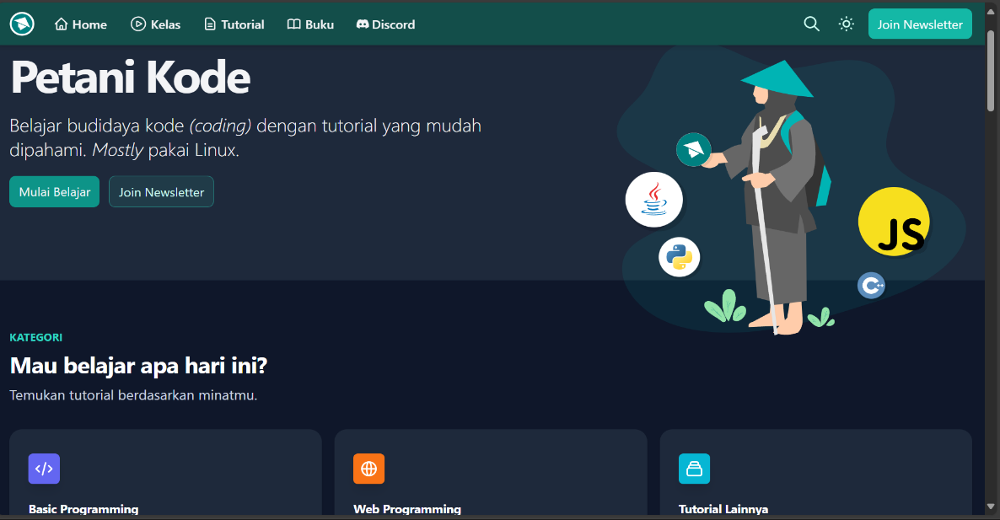 Home Kelas Tutorial Buku Discord Join Newsletter
Petani Kode
Belajar budidaya kode (coding) dengan tutorial yang mudah
dipahami. Mostly pakai Linux.
Mulai Belajar Join Newsletter
JS
C++
KATEGORI
Mau belajar apa hari ini?
Temukan tutorial berdasarkan minatmu.
</> 
Basic Programming Web Programming Tutorial Lainnya